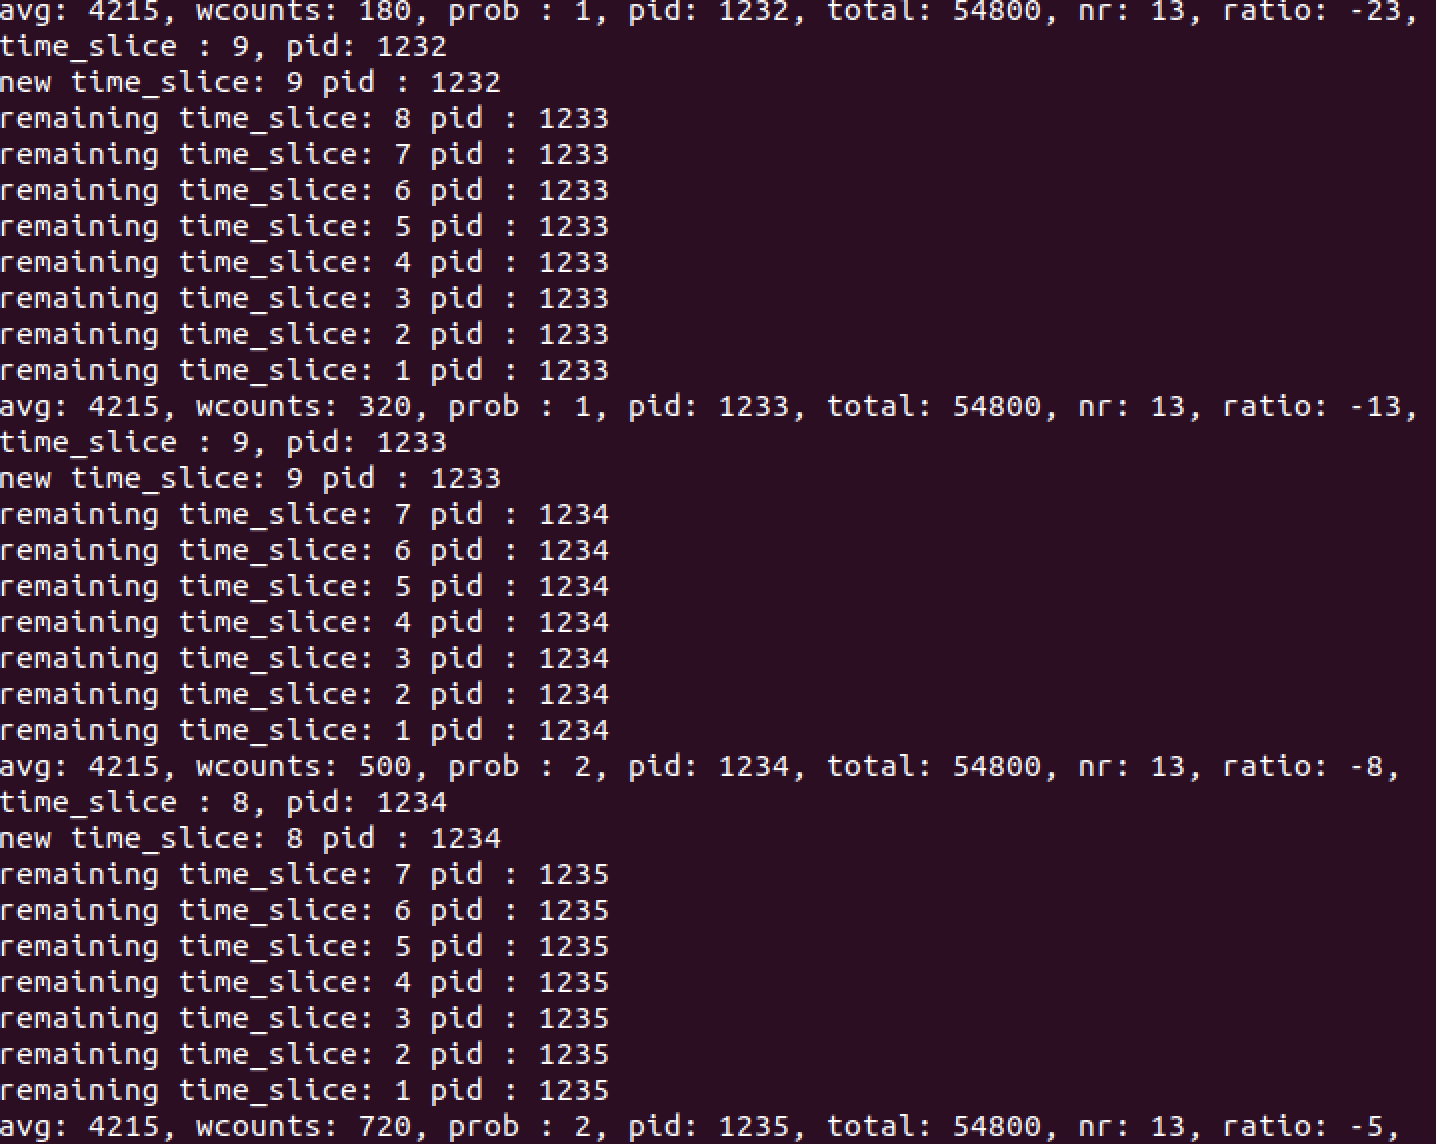 avg: 4215, wcounts: 180, prob : 1, pid: 1232, total: 54800, nr: 13, ratio: -23,
time_slice : 9, pid: 1232
new time_slice: 9 pid : 1232
remaining time_slice: 8 pid : 1233
remaining time_slice: 7 pid : 1233
remaining time_slice: 6 pid : 1233
remaining time_slice: 5 pid : 1233
remaining time_slice: 4 pid : 1233
remaining time_slice: 3 pid : 1233
remaining time_slice: 2 pid : 1233
remaining time_slice: 1 pid : 1233
avg: 4215, wcounts: 320, prob : 1, pid: 1233, total: 54800, nr: 13, ratio: -13,
time_slice : 9, pid: 1233
new time_slice: 9 pid : 1233
remaining time_slice: 7 pid : 1234
remaining time_slice: 6 pid : 1234
remaining time_slice: 5 pid : 1234
remaining time_slice: 4 pid : 1234
remaining time_slice: 3 pid : 1234
remaining time_slice: 2 pid : 1234
remaining time_slice: 1 pid : 1234
avg: 4215, wcounts: 500, prob : 2, pid: 1234, total: 54800, nr: 13, ratio: -8,
time_slice : 8, pid: 1234
new time_slice: 8 pid : 1234
remaining time_slice: 7 pid : 1235
remaining time_slice: 6 pid : 1235
remaining time_slice: 5 pid : 1235
remaining time_slice: 4 pid : 1235
remaining time_slice: 3 pid : 1235
remaining time_slice: 2 pid : 1235
remaining time_slice: 1 pid : 1235
avg: 4215, wcounts: 720, prob : 2, pid: 1235, total: 54800, nr: 13, ratio: -5,